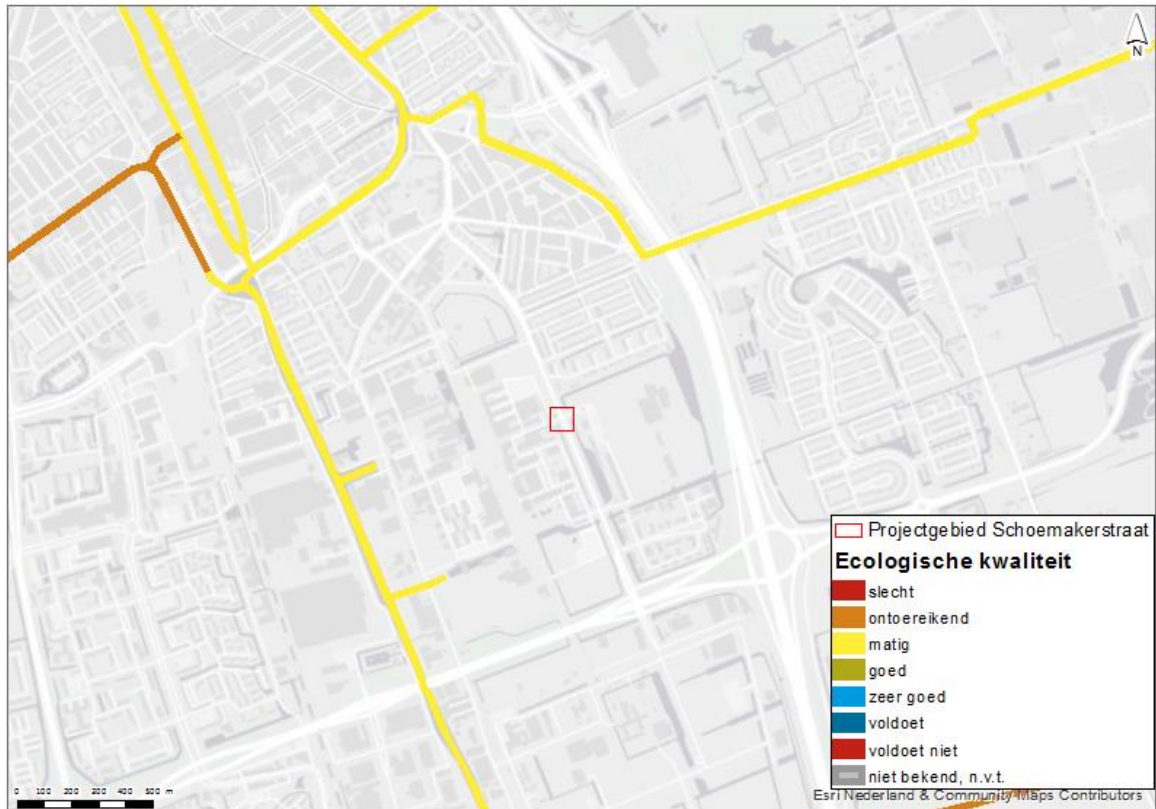 N
Projectgebied Schoemakerstraat
Ecologische kwaliteit
slecht
ontoereikend
matig
goed
zeer goed
voldoet
voldoet niet
niet bekend, n.v.t.
0 100 200 300 400 500 m
Esri Nederland & Community Maps Contributors